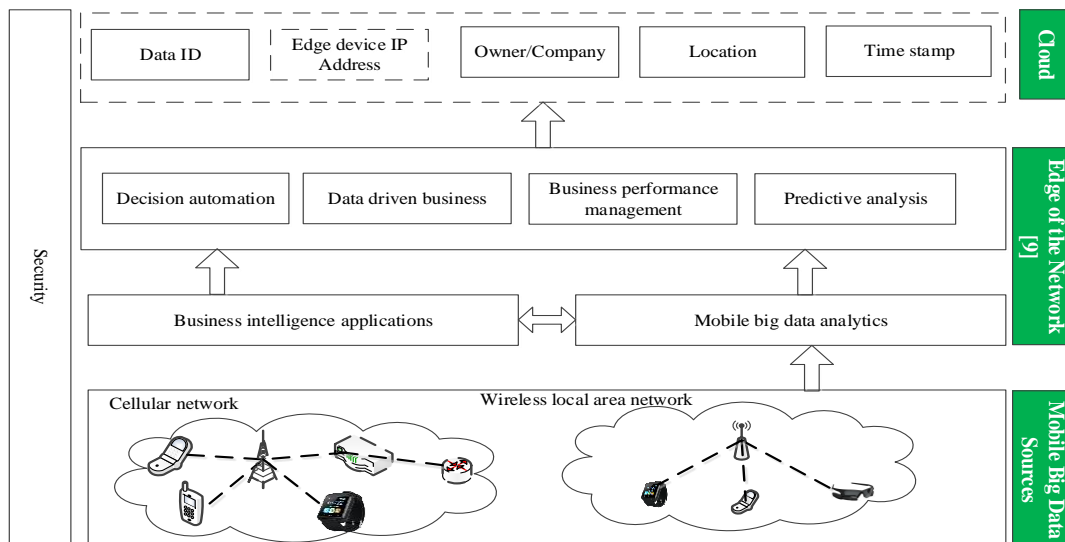 Security
Data ID
Edge device IP
Address
Owner/Company
Location
Time stamp
Cloud
Decision automation
Data driven business
Business performance
management
Predictive analysis
Edge of the Network
[9]
Business intelligence applications
Mobile big data analytics
Cellular network
Wireless local area network
Mobile Big Data
Sources